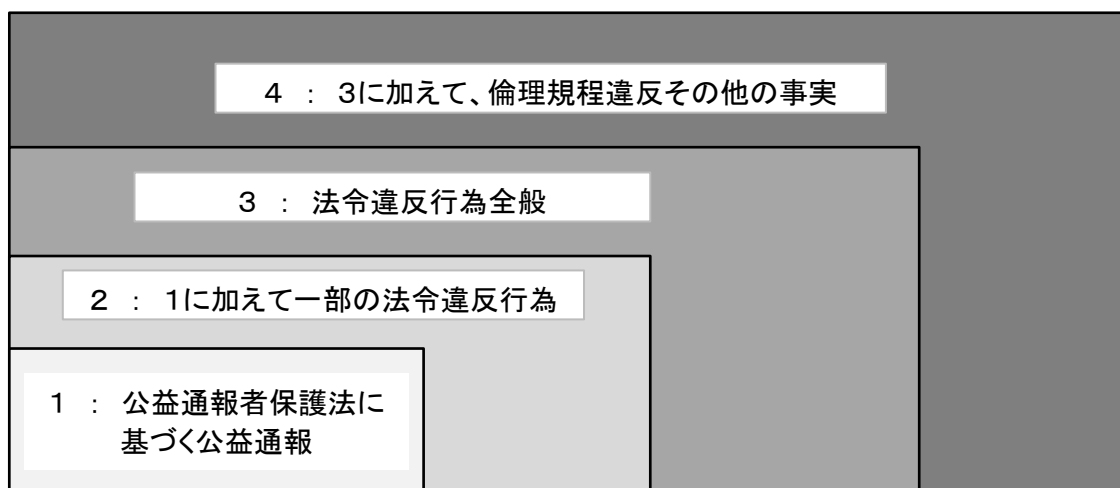 ４　：　３に加えて、倫理規程違反その他の事実
３　：　法令違反行為全般
２　：　１に加えて一部の法令違反行為
１　：　公益通報者保護法に
基づく公益通報